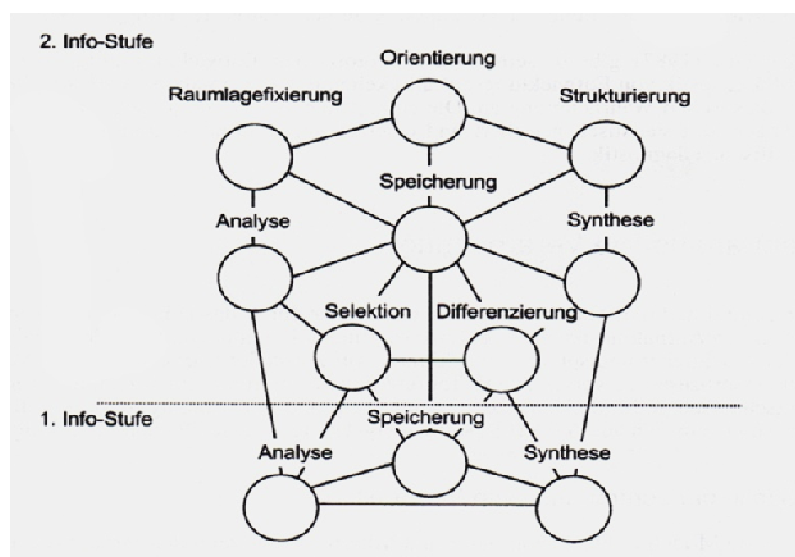 2. Info-Stufe
Orientierung
Raumlagefixierung
Strukturierung
Speicherung
Analyse
Synthese
Selektion
Differenzierung
1. Info-Stufe
Speicherung
Analyse
Synthese